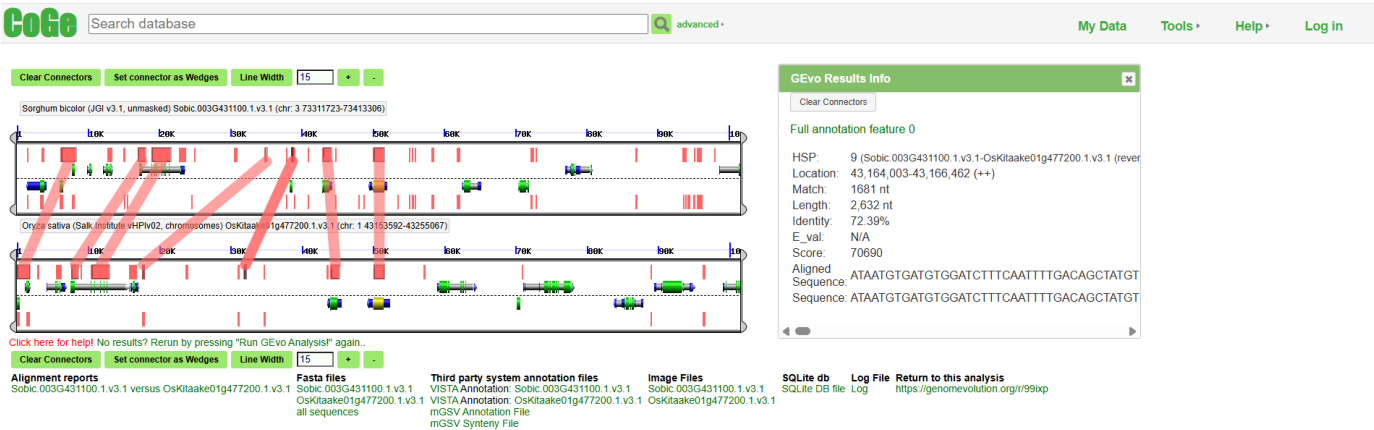 CoGe Search database advanced My Data Tools Help Log in
Clear Connectors Set connector as Wedges Line Width 15 + -
Sorghum bicolor (JGI v3.1, unmasked) Sobic.003G431100.1.v3.1 (chr: 3 73311723-73413306)
1 10K 20K 30K 40K 50K 60K 70K 80K 90K 10
Oryza sativa (Salk Institute vHPlv02, chromosomes) OsKitaake01g477200.1.v3.1 (chr: 1 43153592-43255067)
1 10K 20K 30K 40K 50K 60K 70K 80K 90K 10
Click here for help! No results? Rerun by pressing "Run GEvo Analysis!" again..
Clear Connectors Set connector as Wedges Line Width 15 + -
GEvo Results Info
Clear Connectors
Full annotation feature 0
HSP: 9 (Sobic.003G431100.1.v3.1-OsKitaake01g477200.1.v3.1 (rever
Location: 43,164,003-43,166,462 (++)
Match: 1681 nt
Length: 2,632 nt
Identity: 72.39%
E_val: N/A
Score: 70690
Aligned
Sequence: ATAATGTGATGTGGATCTTTCAATTTTGACAGCTATGT
Sequence: ATAATGTGATGTGGATCTTTCAATTTTGACAGCTATGT
Alignment reports Fasta files Third party system annotation files Image Files SQLite db Log File Return to this analysis
Sobic.003G431100.1.v3.1 versus OsKitaake01g477200.1.v3.1 Sobic.003G431100.1.v3.1 VISTA Annotation: Sobic.003G431100.1.v3.1 Sobic.003G431100.1.v3.1 SQLite DB file Log https://genomevolution.org/r/99ixp
OsKitaake01g477200.1.v3.1 VISTA Annotation: OsKitaake01g477200.1.v3.1 OsKitaake01g477200.1.v3.1
all sequences mGSV Annotation File
mGSV Synteny File